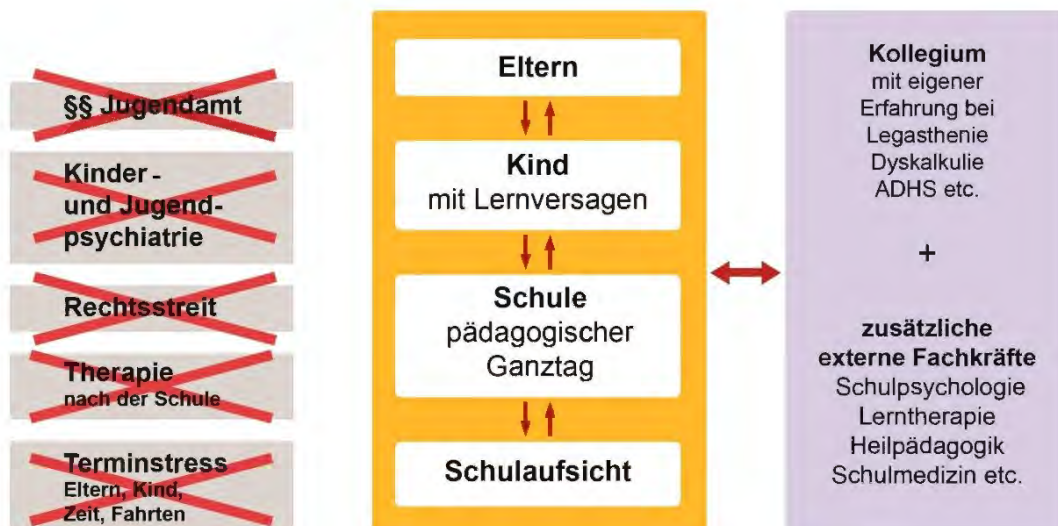 §§ Jugendamt
Kinder -
und Jugend-
psychiatrie
Rechtsstreit
Therapie
nach der Schule
Terminstress
Eltern, Kind,
Zeit, Fahrten
Eltern
Kind
mit Lernversagen
Schule
pädagogischer
Ganztag
Schulaufsicht
Kollegium
mit eigener
Erfahrung bei
Legasthenie
Dyskalkulie
ADHS etc.
+
zusätzliche
externe Fachkräfte
Schulpsychologie
Lerntherapie
Heilpädagogik
Schulmedizin etc.